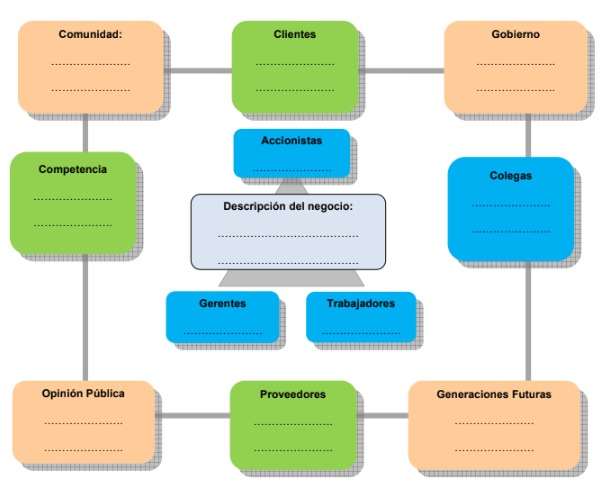 Comunidad:
Clientes
Gobierno
……………………..
……………………..
……………………..
……………………..
……………………..
……………………..
Accionistas
……………………..
Competencia
……………………..
……………………..
Colegas
……………………..
……………………..
Descripción del negocio:
……………………………………….
……………………………………….
Gerentes
……………………..
Trabajadores
……………………..
Opinión Pública
……………………..
……………………..
Proveedores
……………………..
……………………..
Generaciones Futuras
……………………..
……………………..